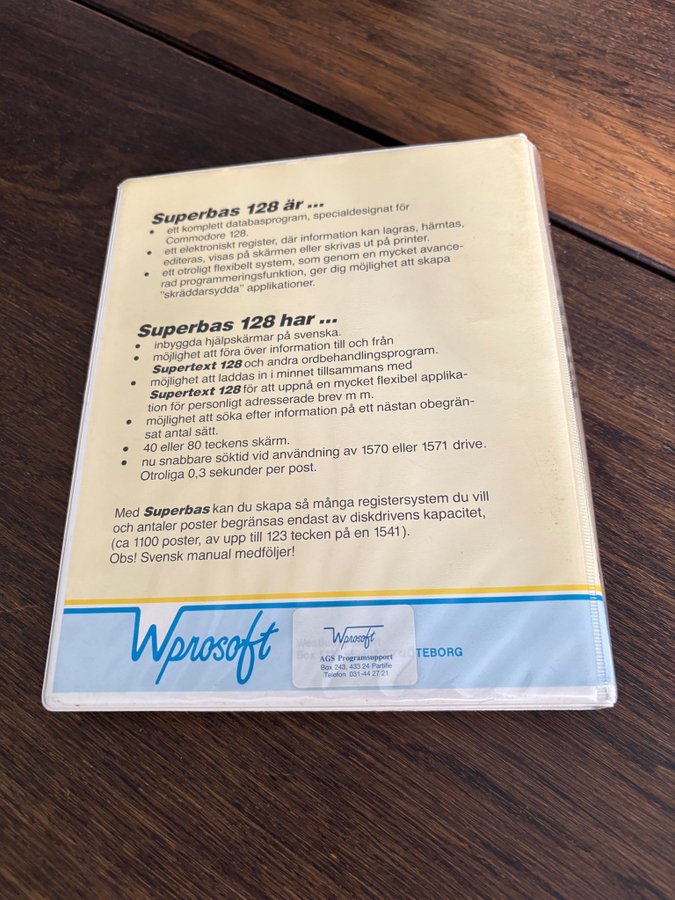 Superbas 128 är ...
• ett komplett databasprogram, specialdesignat för
Commodore 128.
• ett elektroniskt register, där information kan lagras, hämtas,
editeras, visas på skärmen eller skrivas ut på printer.
• ett otroligt flexibelt system, som genom en mycket avance-
rad programmeringsfunktion, ger dig möjlighet att skapa
"skräddarsydda" applikationer.
Superbas 128 har ...
• inbyggda hjälpskärmar på svenska.
• möjlighet att föra över information till och från
Supertext 128 och andra ordbehandlingsprogram.
• möjlighet att laddas in i minnet tillsammans med
Supertext 128 för att uppnå en mycket flexibel applika-
tion för personligt adresserade brev m m.
• möjlighet att söka efter information på ett nästan obegrän-
sat antal sätt.
• 40 eller 80 teckens skärm.
• nu snabbare söktid vid användning av 1570 eller 1571 drive.
Otroliga 0,3 sekunder per post.
Med Superbas kan du skapa så många registersystem du vill
och antaler poster begränsas endast av diskdrivens kapacitet,
(ca 1100 poster, av upp till 123 tecken på en 1541).
Obs! Svensk manual medföljer!
Wprosoft
Wprosoft
AGS Programsupport
Box 243, 433 24 Partille
Telefon 031-44 27 21
TEBORG